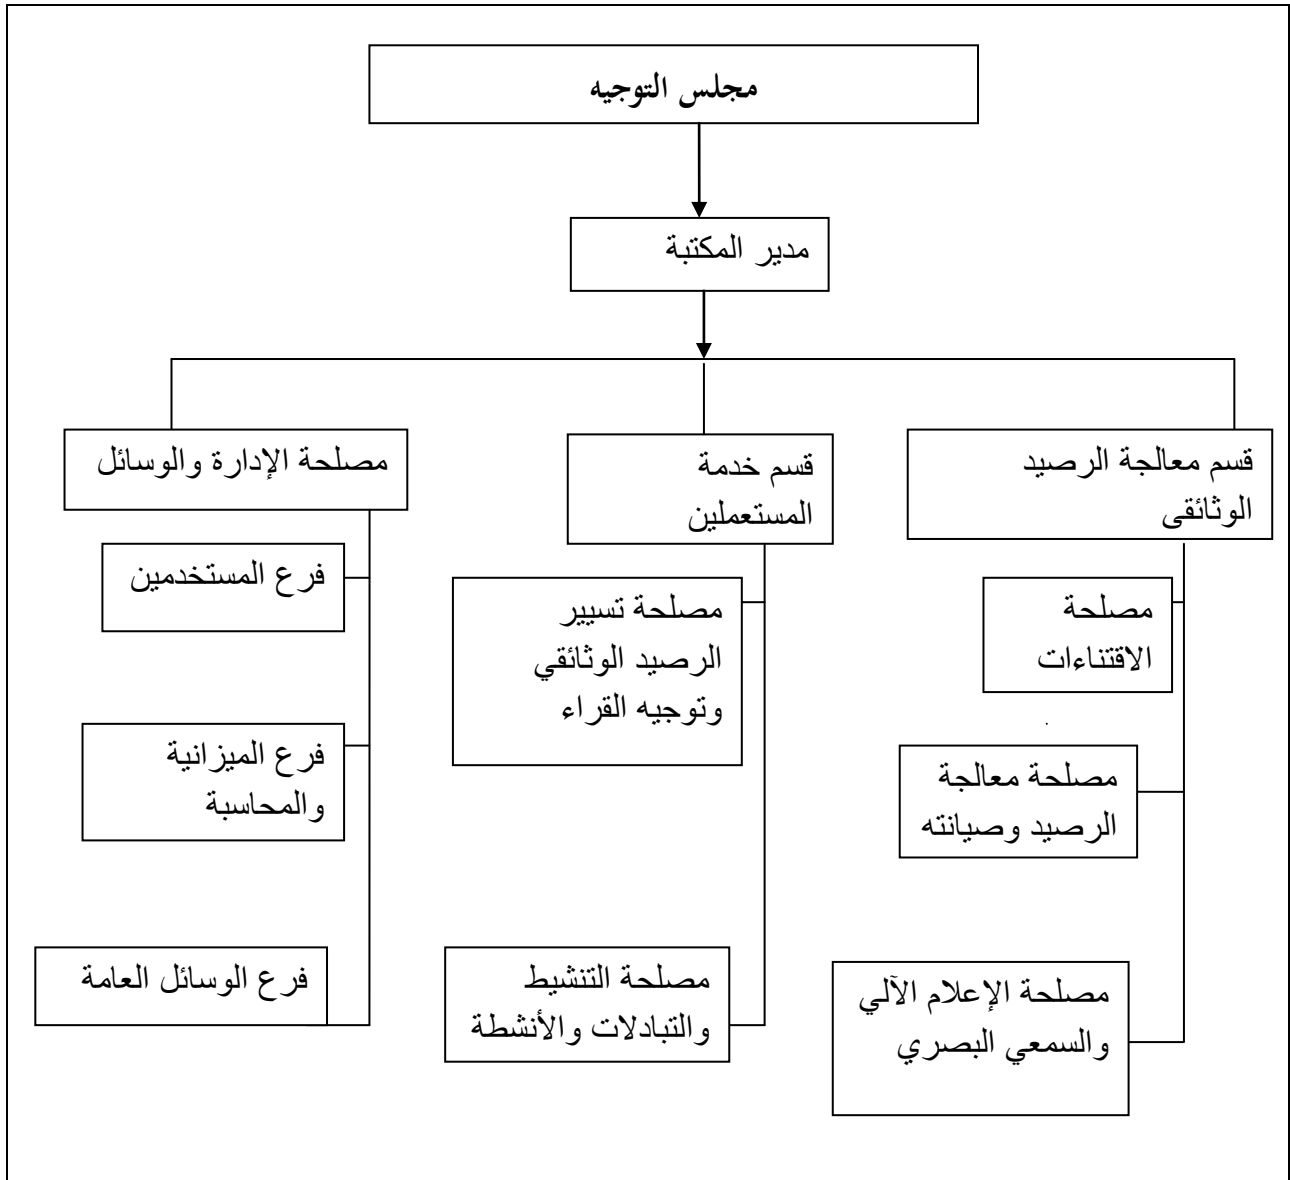 مجلس التوجيه
مدير المكتبة
قسم معالجة الرصيد
الوثائقى
مصلحة
الاقتناءات
مصلحة معالجة
الرصيد وصيانته
مصلحة الإعلام الآلي
والسمعي البصري
قسم خدمة
المستعملين
مصلحة تسيير
الرصيد الوثائقي
وتوجيه القراء
مصلحة التنشيط
والتبادلات والأنشطة
مصلحة الإدارة والوسائل
فرع المستخدمين
فرع الميزانية
والمحاسبة
فرع الوسائل العامة